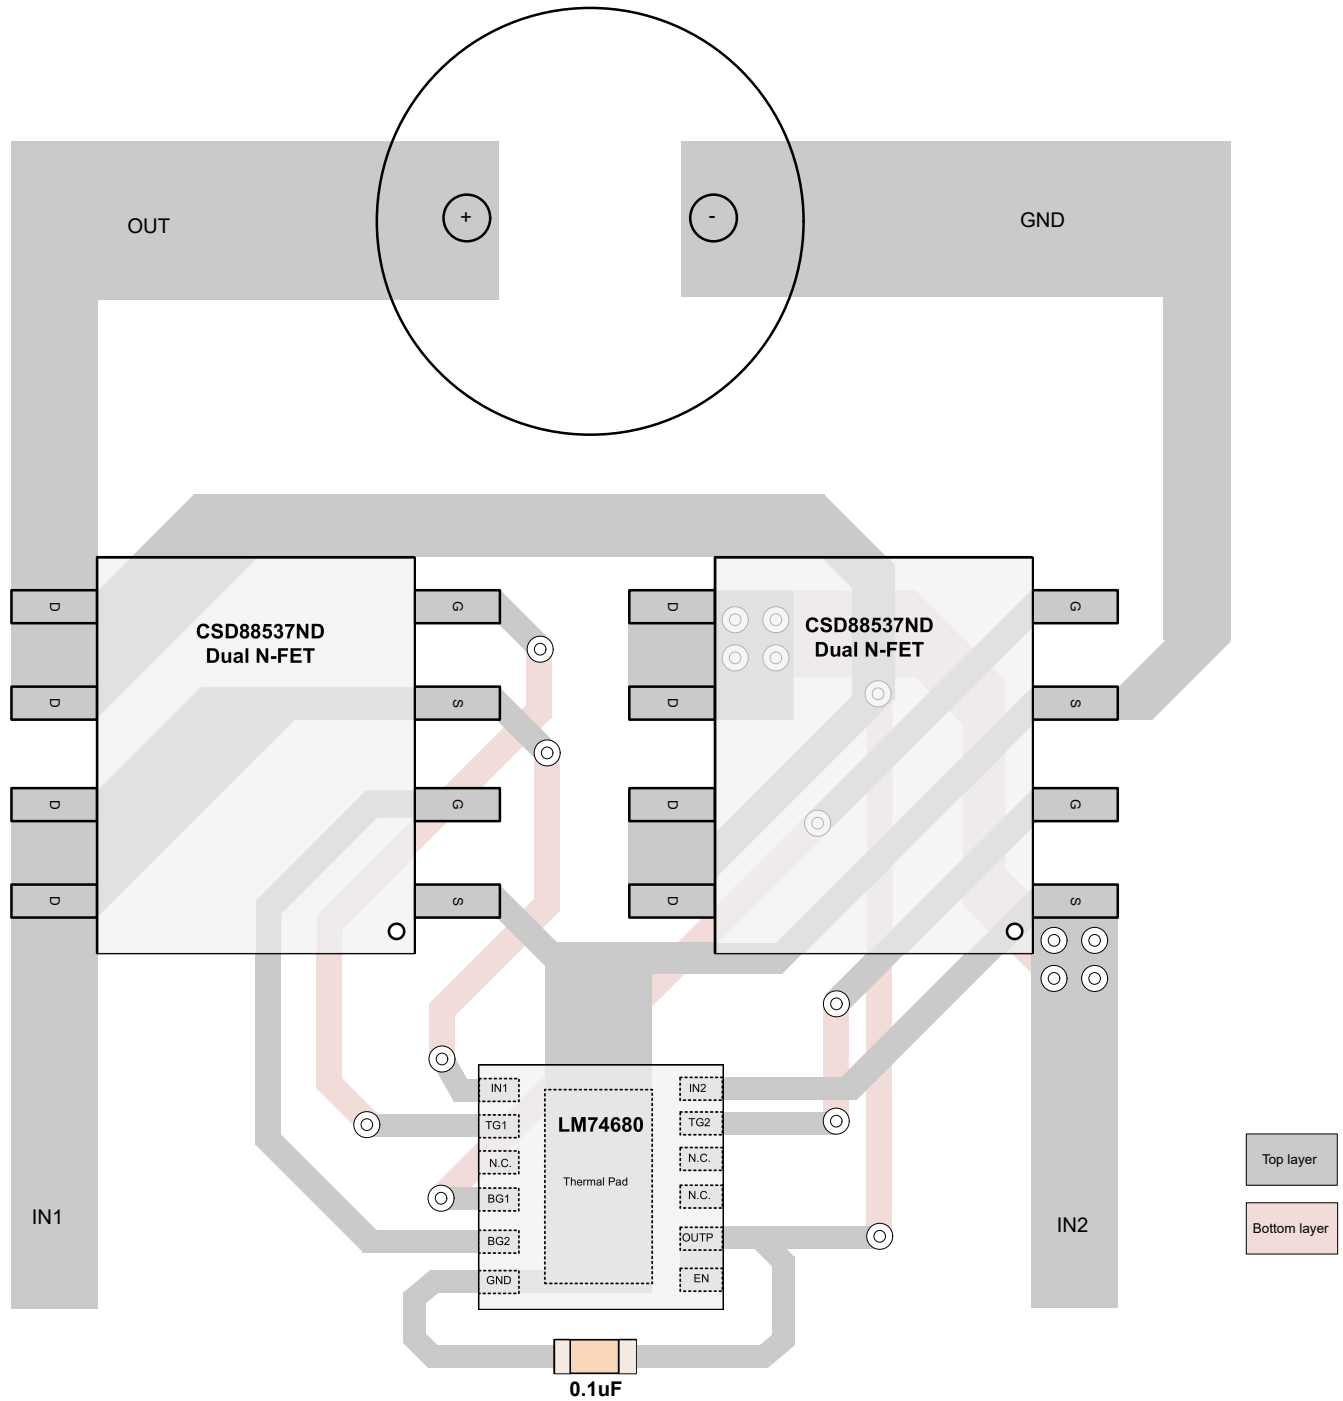 +
-
OUT
GND
D
G
D
G
CSD88537ND
Dual N-FET
CSD88537ND
Dual N-FET
D
S
D
S
D
G
D
G
D
S
D
S
IN1
IN2
TG1
LM74680
TG2
N.C.
Thermal Pad
N.C.
BG1
N.C.
BG2
OUTP
GND
EN
IN1
IN2
Top layer
Bottom layer
0.1uF